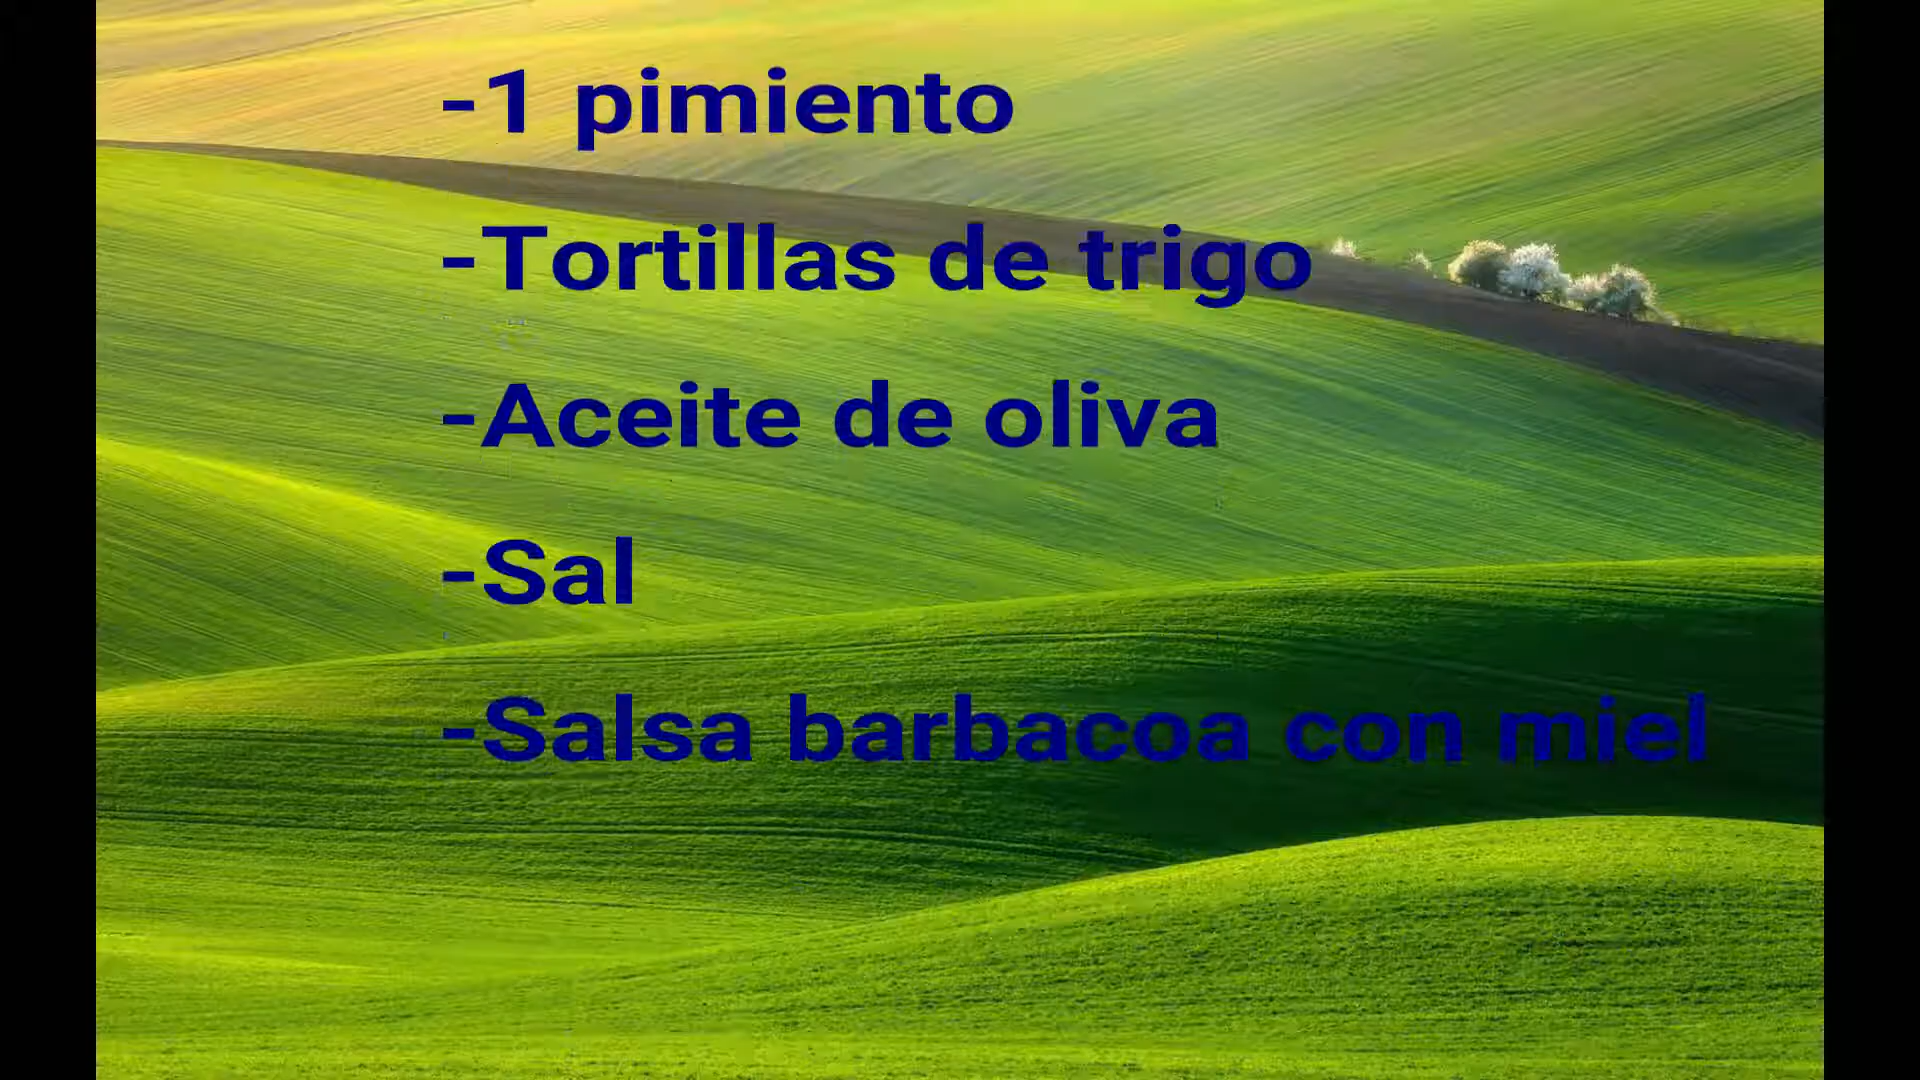 -1 pimiento
-Tortillas de trigo
-Aceite de oliva
-Sal
-Salsa barbacoa con miel